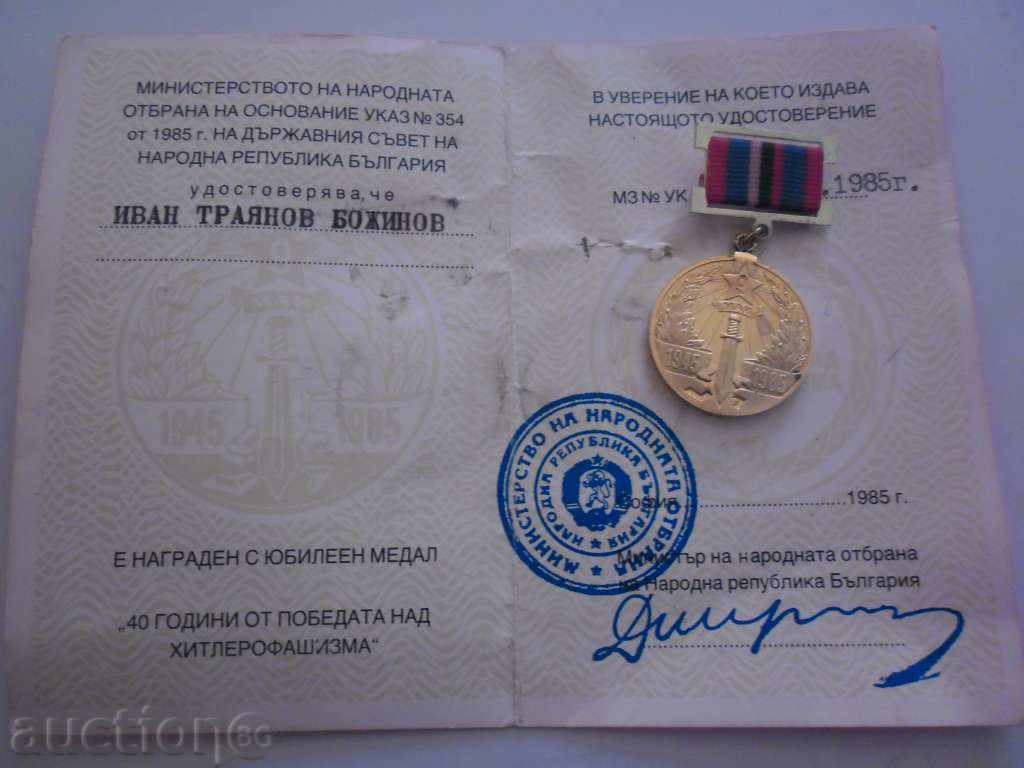 МИНИСТЕРСТВОТО НА НАРОДНАТА
ОТБРАНА НА ОСНОВАНИЕ УКАЗ № 354
от 1985 г. НА ДЪРЖАВНИЯ СЪВЕТ НА
НАРОДНА РЕПУБЛИКА БЪЛГАРИЯ
удостоверява, че
ИВАН ТРАЯНОВ БОЖИНОВ
1945 1985
Е НАГРАДЕН С ЮБИЛЕЕН МЕДАЛ
„40 ГОДИНИ ОТ ПОБЕДАТА НАД
ХИТЛЕРОФАШИЗМА“
В УВЕРЕНИЕ НА КОЕТО ИЗДАВА
НАСТОЯЩОТО УДОСТОВЕРЕНИЕ
МЗ № УК .1985г.
1945 1985
МИНИСТЕРСТВО НА НАРОДНАТА ОТБРАНА
НАРОДНА РЕПУБЛИКА БЪЛГАРИЯ
София 1985 г.
Министър на народната отбрана
на Народна република България
auction BG